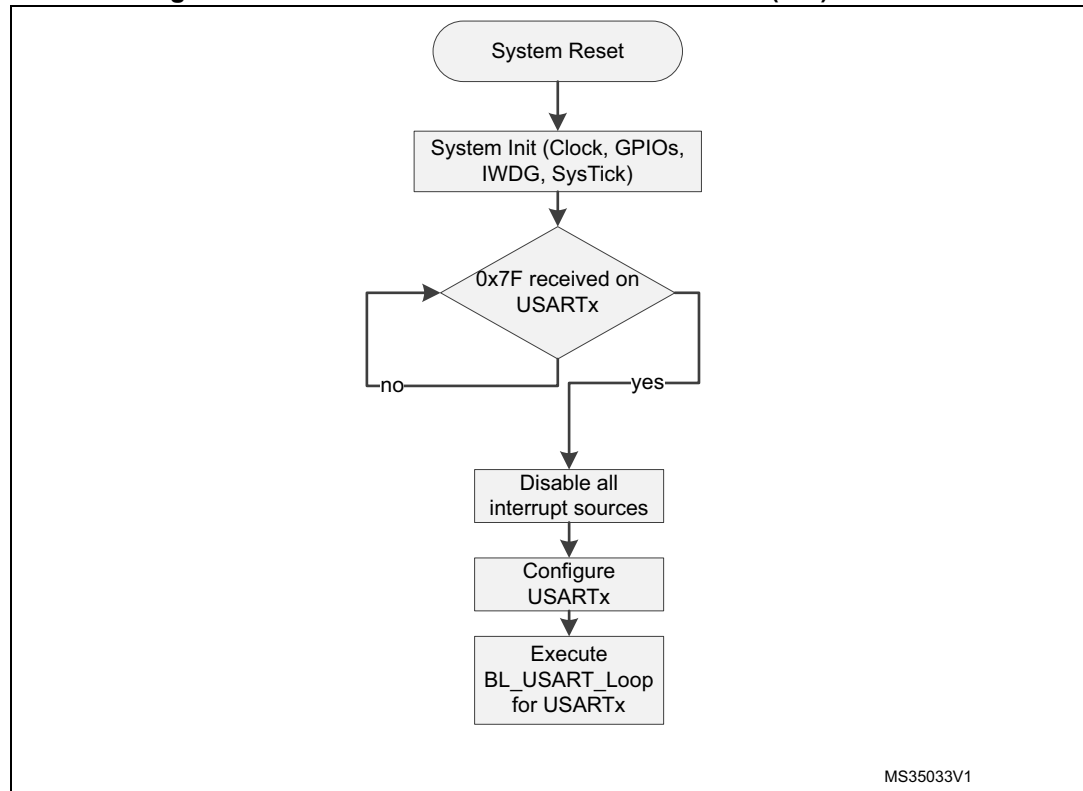 System Reset
System Init (Clock, GPIOs,
IWDG, SysTick)
0x7F received on
USARTx
no
yes
Disable all
interrupt sources
Configure
USARTx
Execute
BL_USART_Loop
for USARTx
MS35033V1